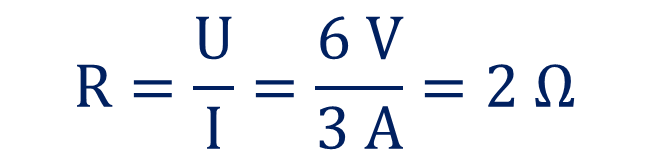 R = U/I = 6 V/3 A = 2 Ω